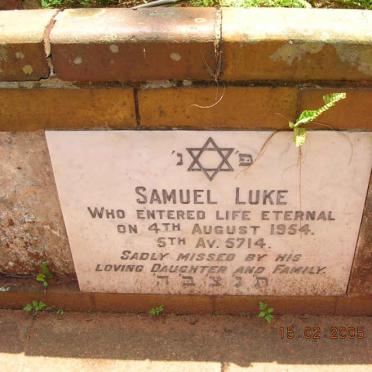 פ' נ'
SAMUEL LUKE
WHO ENTERED LIFE ETERNAL
ON 4TH AUGUST 1954.
5TH AV. 5714.
SADLY MISSED BY HIS
LOVING DAUGHTER AND FAMILY.
תנצבה
15.02.2005